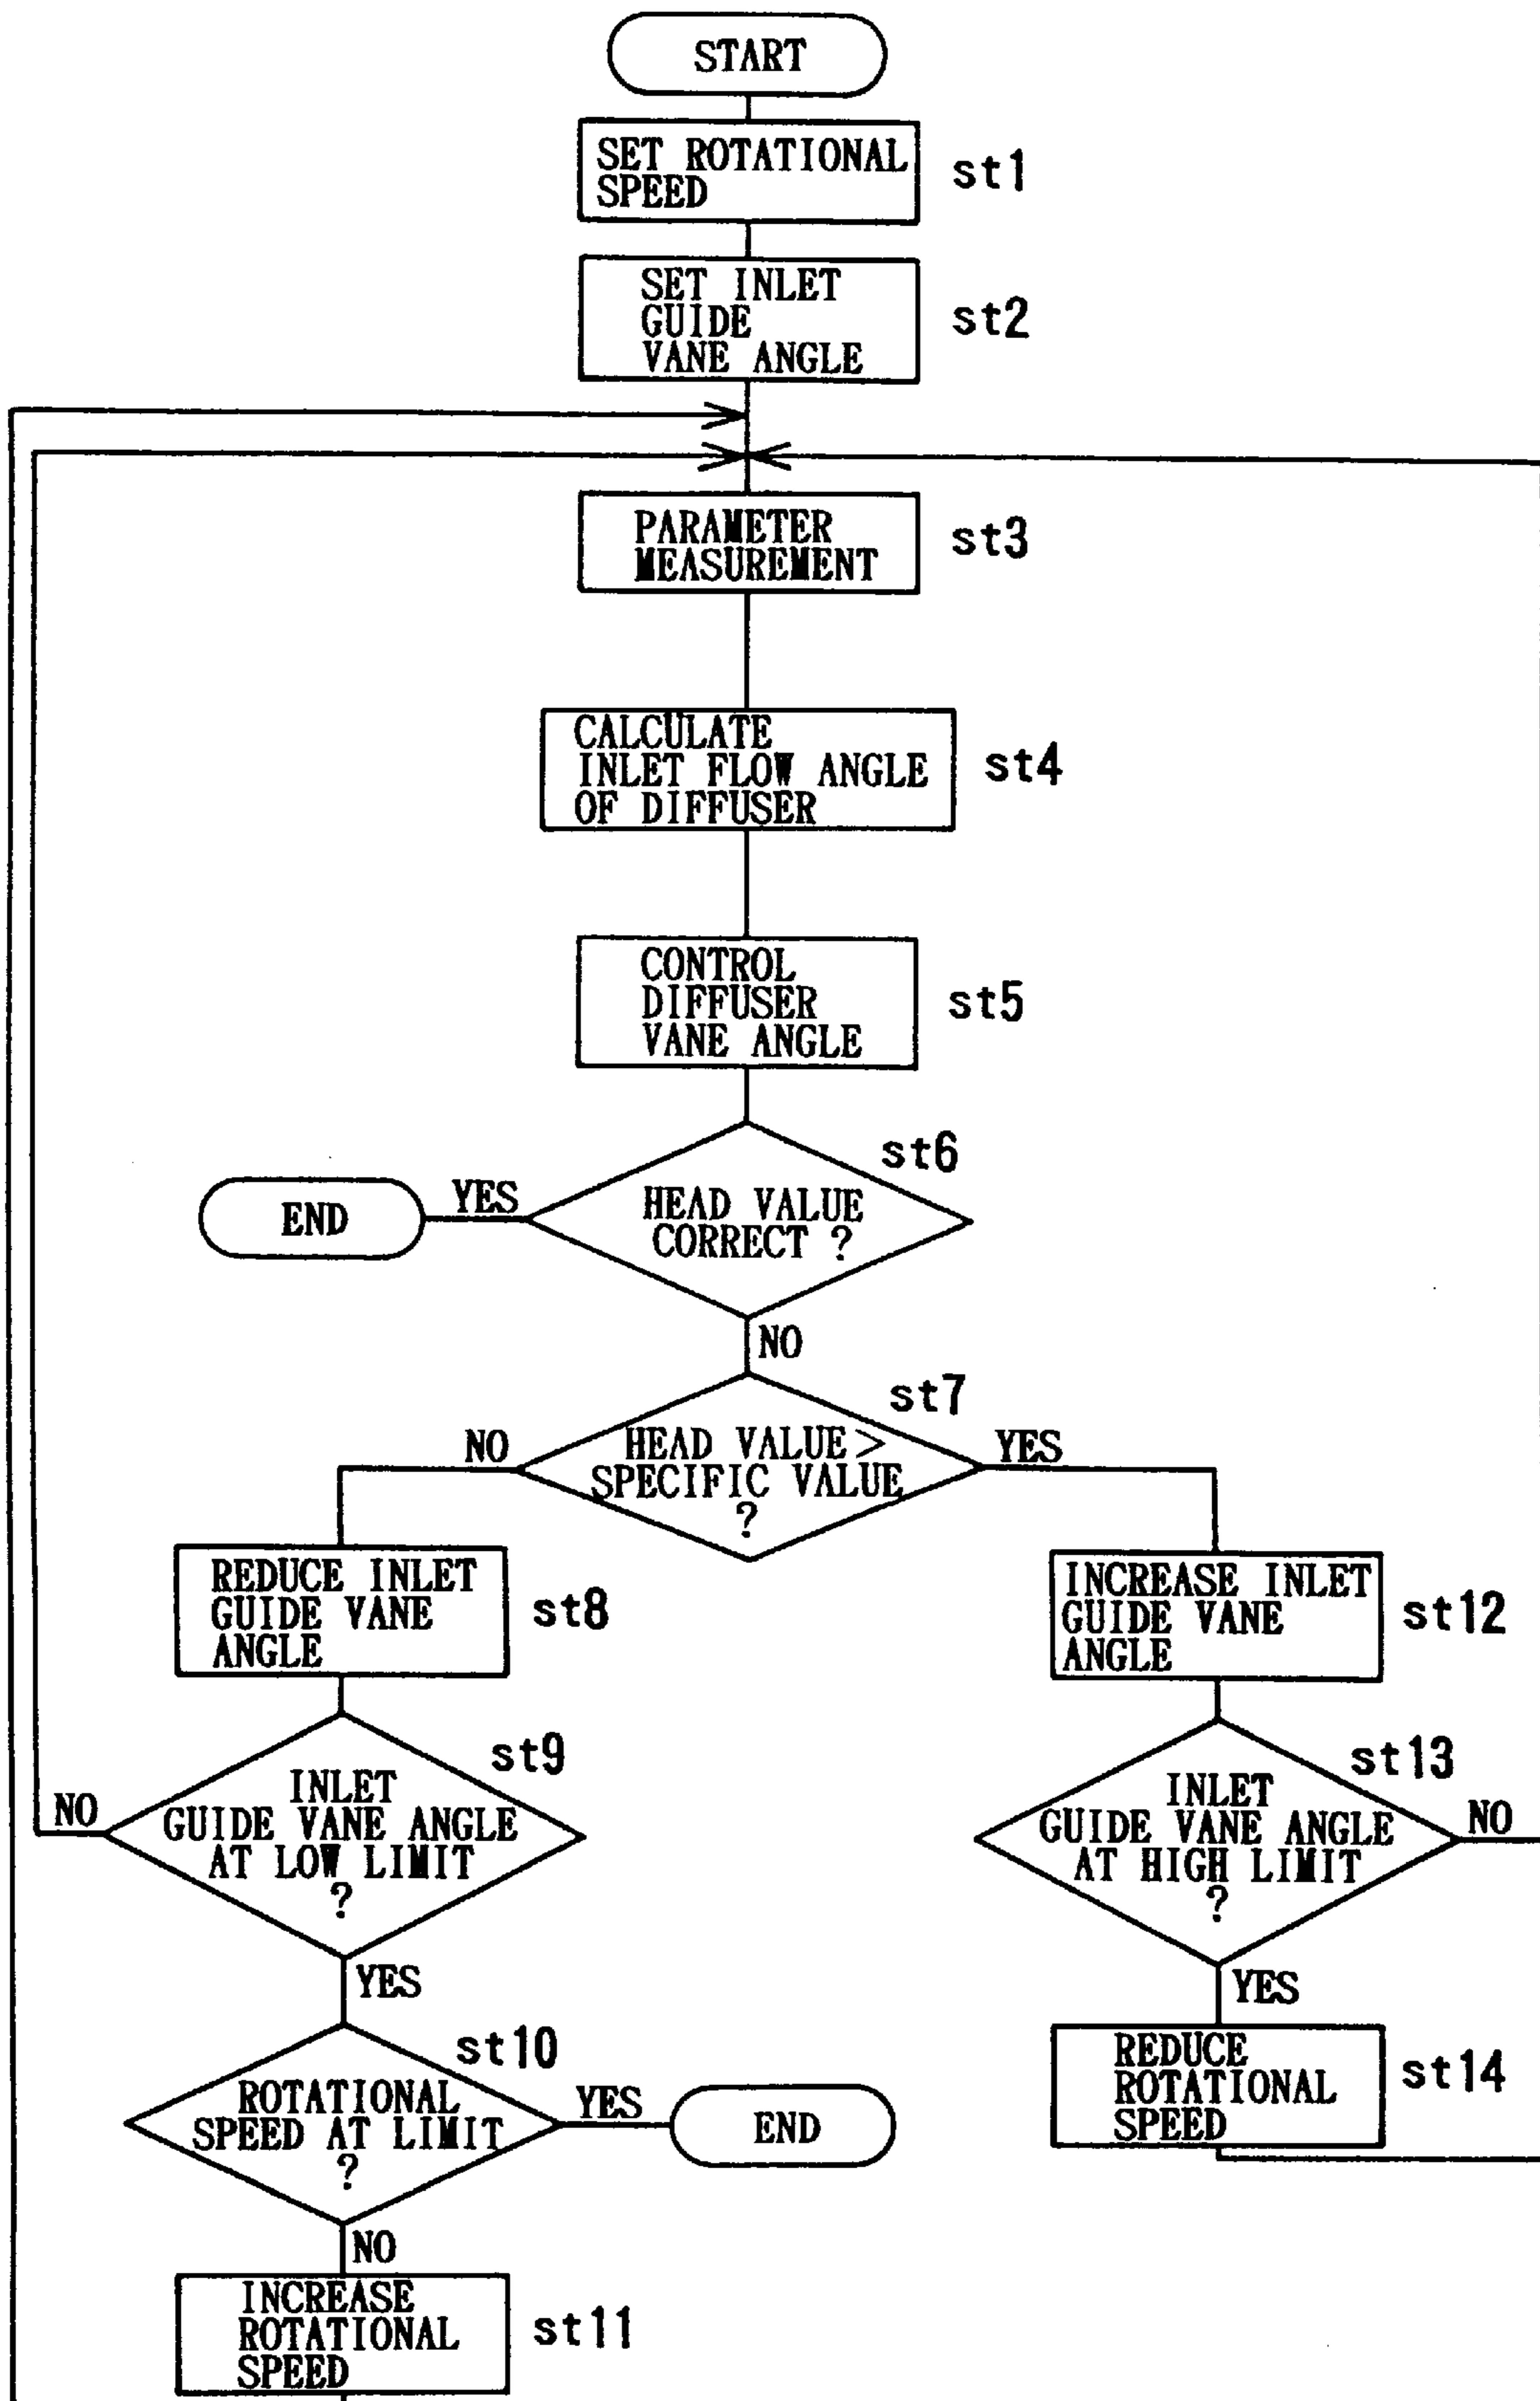 START
SET ROTATIONAL
SPEED
st1
SET INLET
GUIDE
VANE ANGLE
st2
PARAMETER
MEASUREMENT
st3
CALCULATE
INLET FLOW ANGLE
OF DIFFUSER
st4
CONTROL
DIFFUSER
VANE ANGLE
st5
st6
HEAD VALUE
CORRECT ?
YES
END
NO
st7
HEAD VALUE >
SPECIFIC VALUE
?
NO
YES
REDUCE INLET
GUIDE VANE
ANGLE
st8
INCREASE INLET
GUIDE VANE
ANGLE
st12
st9
INLET
GUIDE VANE ANGLE
AT LOW LIMIT
?
NO
YES
st13
INLET
GUIDE VANE ANGLE
AT HIGH LIMIT
?
NO
YES
st10
ROTATIONAL
SPEED AT LIMIT
?
YES
END
REDUCE
ROTATIONAL
SPEED
st14
NO
INCREASE
ROTATIONAL
SPEED
st11